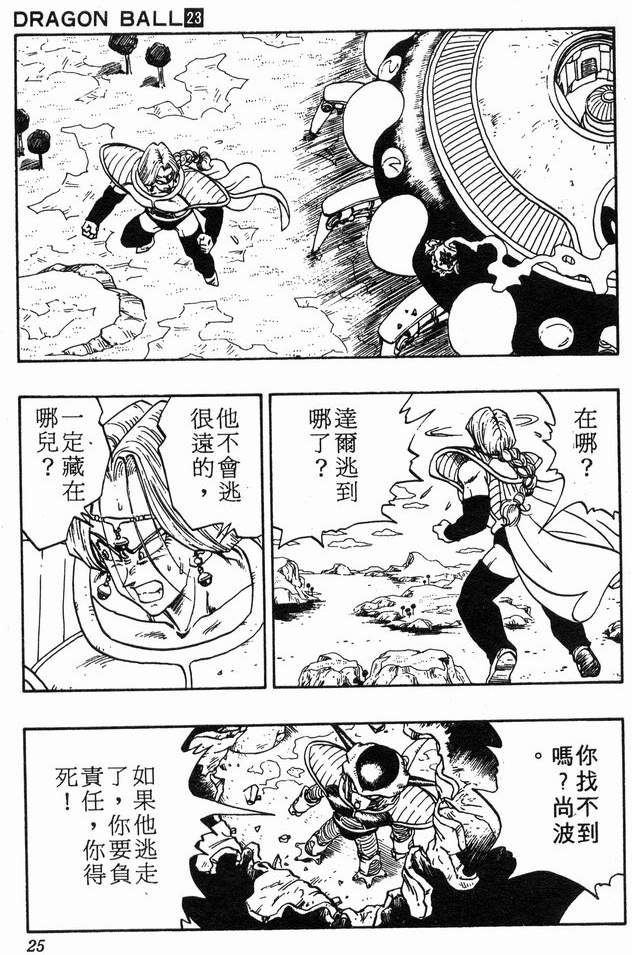 DRAGON BALL 23
在哪?
達爾逃到
哪了?
他不會逃
很遠的,
一定藏在
哪兒?
你找不到
嗎?尚波
。
如果他逃走
了,你要負
責任,你得
死!
25